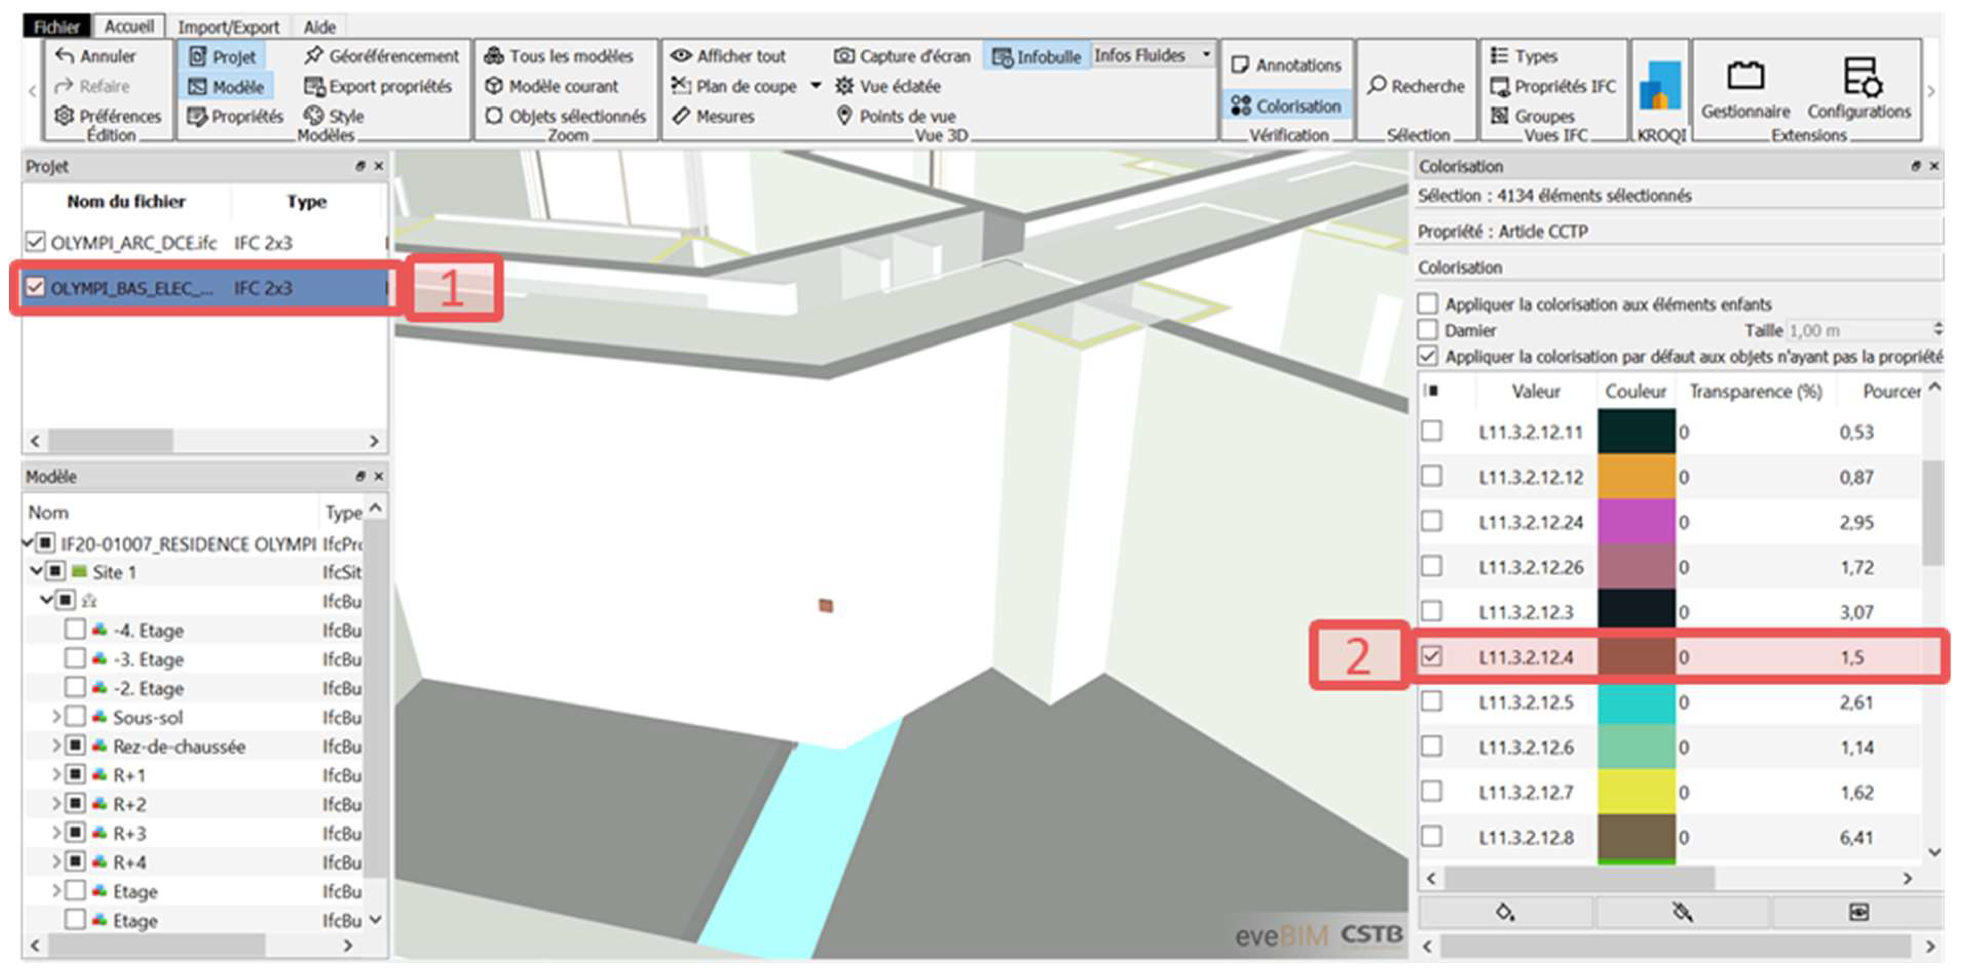 Fichier Accueil Import/Export Aide
Annuler Projet Géoréférencement Tous les modèles Afficher tout Capture d'écran Infobulle Infos Fluides Annotations Recherche Types Gestionnaire Configurations
Refaire Modèle Export propriétés Modèle courant Plan de coupe Vue éclatée Colorisation Propriétés IFC
Préférences Propriétés Style Objets sélectionnés Mesures Points de vue Groupes
Édition Modèles Zoom Vue 3D Vérification Sélection Vues IFC KROQI Extensions
Projet
Nom du fichier Type
OLYMPI_ARC_DCE.ifc IFC 2x3
OLYMPI_BAS_ELEC_... IFC 2x3
1
Modèle
Nom Type
IF20-01007_RESIDENCE OLYMPI IfcPr
Site 1 IfcSit
IfcBu
-4. Etage IfcBu
-3. Etage IfcBu
-2. Etage IfcBu
Sous-sol IfcBu
Rez-de-chaussée IfcBu
R+1 IfcBu
R+2 IfcBu
R+3 IfcBu
R+4 IfcBu
Etage IfcBu
Etage IfcBu
eveBIM CSTB
Colorisation
Sélection : 4134 éléments sélectionnés
Propriété : Article CCTP
Colorisation
Appliquer la colorisation aux éléments enfants
Damier Taille 1,00 m
Appliquer la colorisation par défaut aux objets n'ayant pas la propriété
Valeur Couleur Transparence (%) Pourcer
L11.3.2.12.11 0 0,53
L11.3.2.12.12 0 0,87
L11.3.2.12.24 0 2,95
L11.3.2.12.26 0 1,72
L11.3.2.12.3 0 3,07
2
L11.3.2.12.4 0 1,5
L11.3.2.12.5 0 2,61
L11.3.2.12.6 0 1,14
L11.3.2.12.7 0 1,62
L11.3.2.12.8 0 6,41